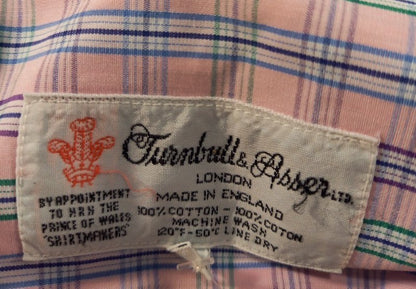 Turnbull & Asser LTD.
LONDON
MADE IN ENGLAND
100% COTTON - 100% COTON
MACHINE WASH
120°F-50°C LINE DRY
BY APPOINTMENT
TO HRH THE
PRINCE OF WALES
SHIRTMAKERS